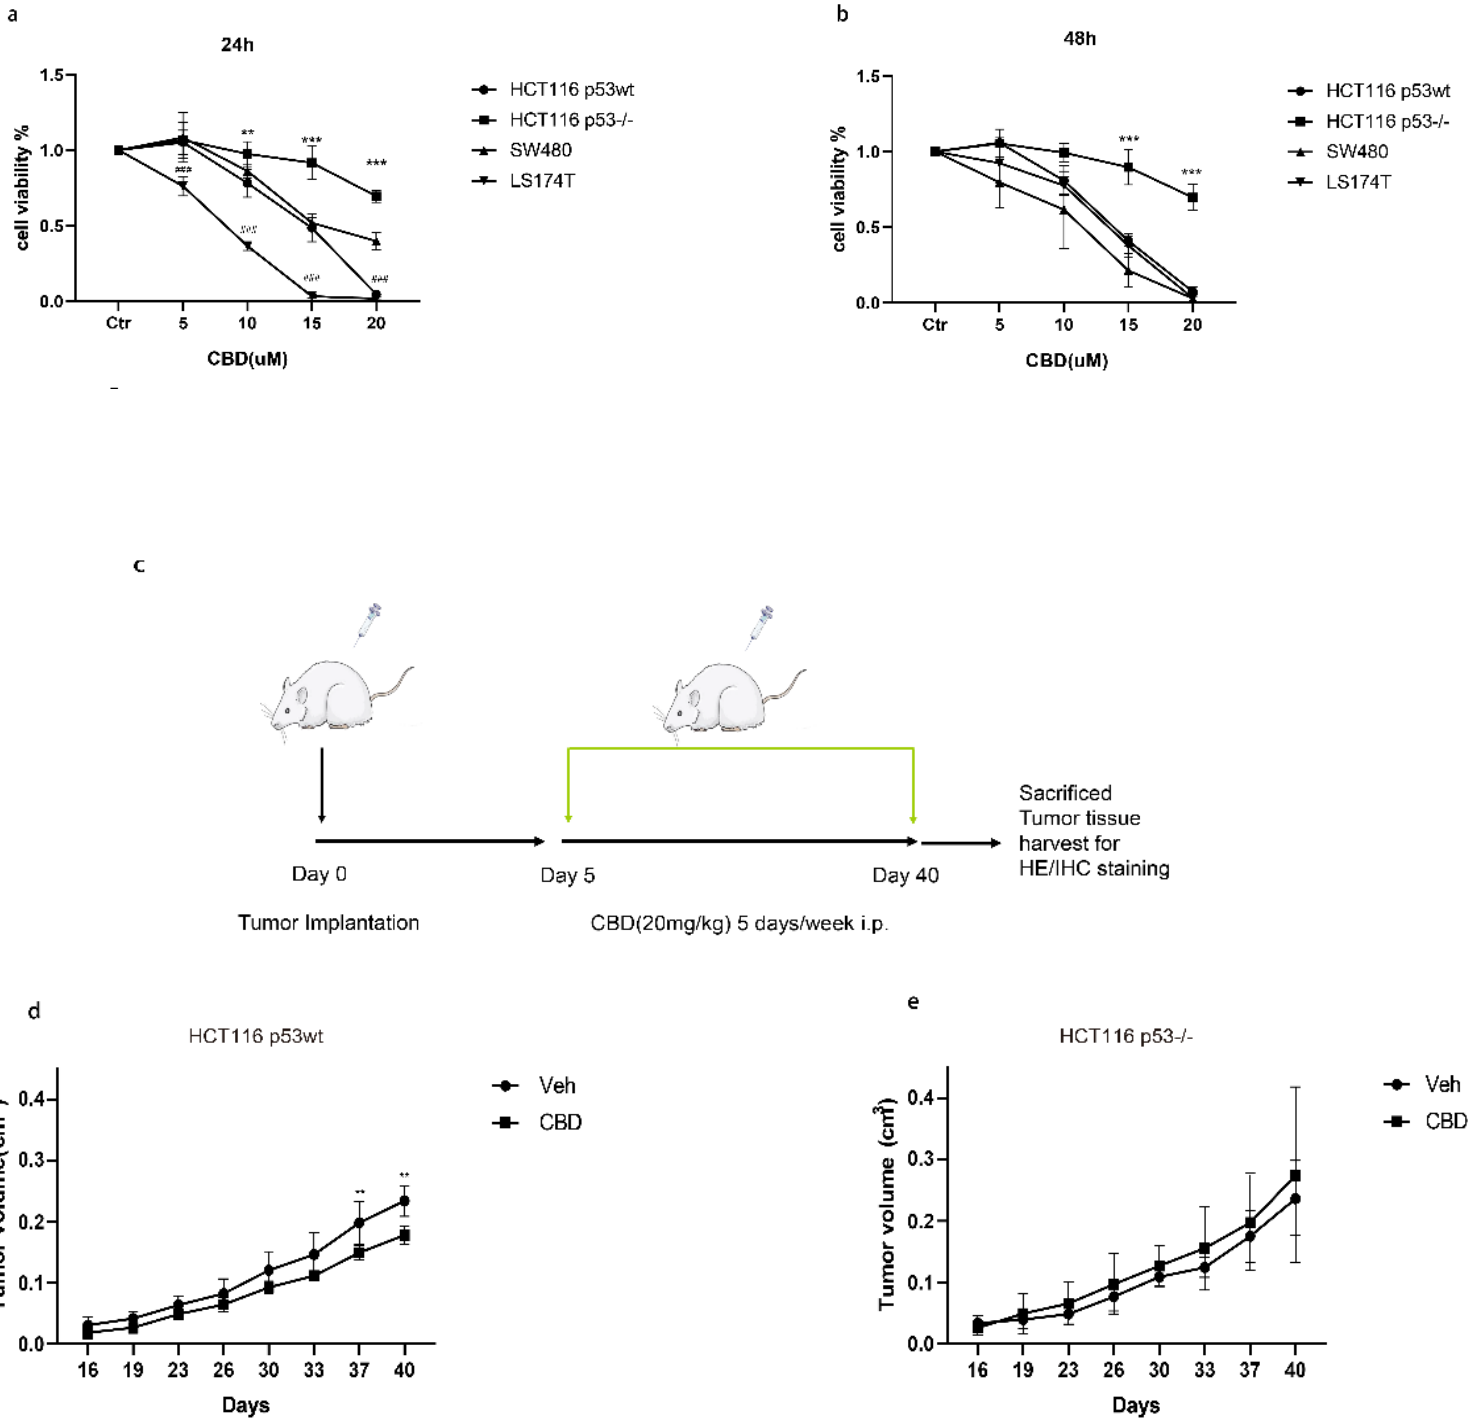 a
24h
1.5
1.0
0.5
0.0
cell viability %
**
***
***
###
###
###
###
Ctr 5 10 15 20
CBD(uM)
HCT116 p53wt
HCT116 p53-/-
SW480
LS174T
b
48h
1.5
1.0
0.5
0.0
cell viability %
***
***
Ctr 5 10 15 20
CBD(uM)
HCT116 p53wt
HCT116 p53-/-
SW480
LS174T
c
Day 0
Day 5
Day 40
Tumor Implantation
CBD(20mg/kg) 5 days/week i.p.
Sacrificed
Tumor tissue
harvest for
HE/IHC staining
d
HCT116 p53wt
0.4
0.3
0.2
0.1
0.0
**
**
16 19 23 26 30 33 37 40
Days
Veh
CBD
e
HCT116 p53-/-
Tumor volume (cm3)
0.4
0.3
0.2
0.1
0.0
16 19 23 26 30 33 37 40
Days
Veh
CBD